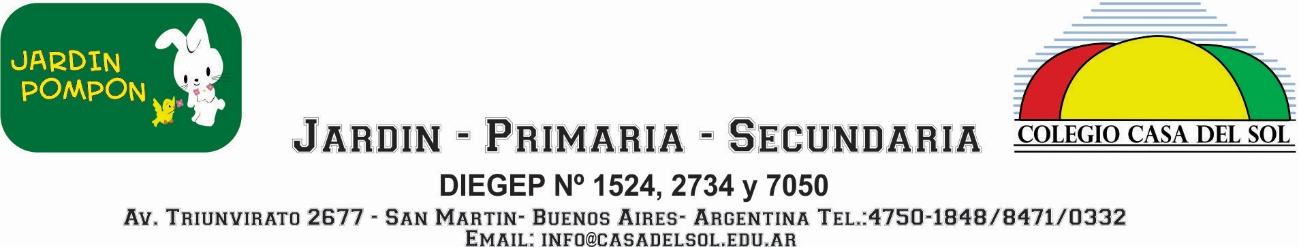 JARDIN
POMPON
COLEGIO CASA DEL SOL
JARDIN - PRIMARIA - SECUNDARIA
DIEGEP Nº 1524, 2734 y 7050
AV. TRIUNVIRATO 2677 - SAN MARTIN- BUENOS AIRES- ARGENTINA TEL.:4750-1848/8471/0332
EMAIL: INFO@CASADELSOL.EDU.AR